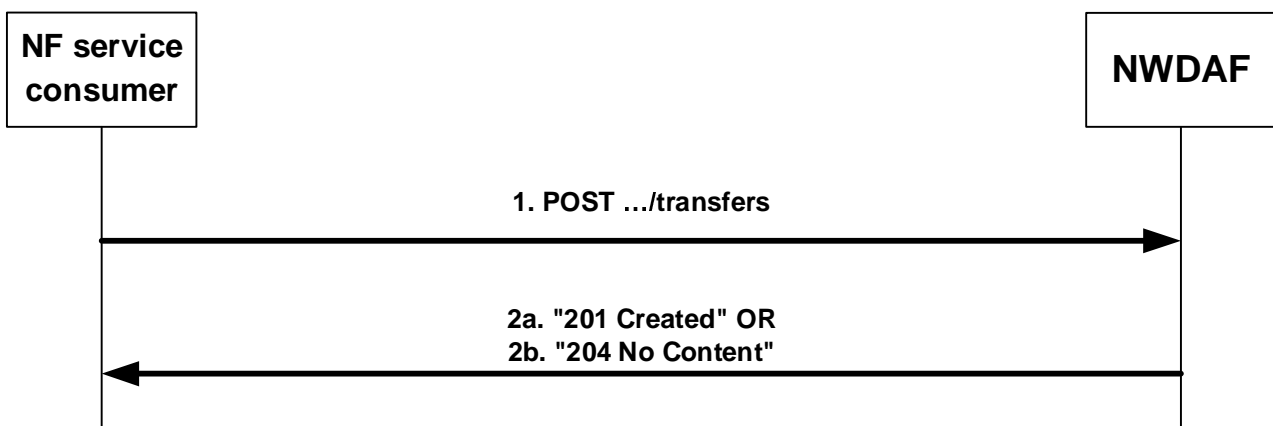 NF service
consumer
NWDAF
1. POST …/transfers
2a. "201 Created" OR
2b. "204 No Content"